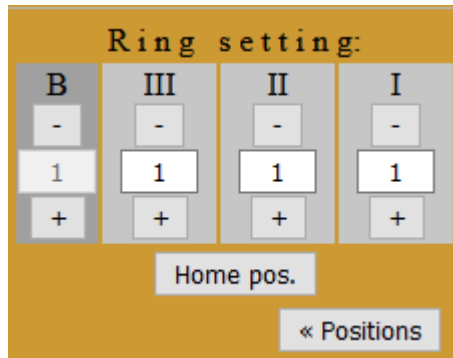 Ring setting:
B III II I
- - - -
1 1 1 1
+ + + +
Home pos.
« Positions